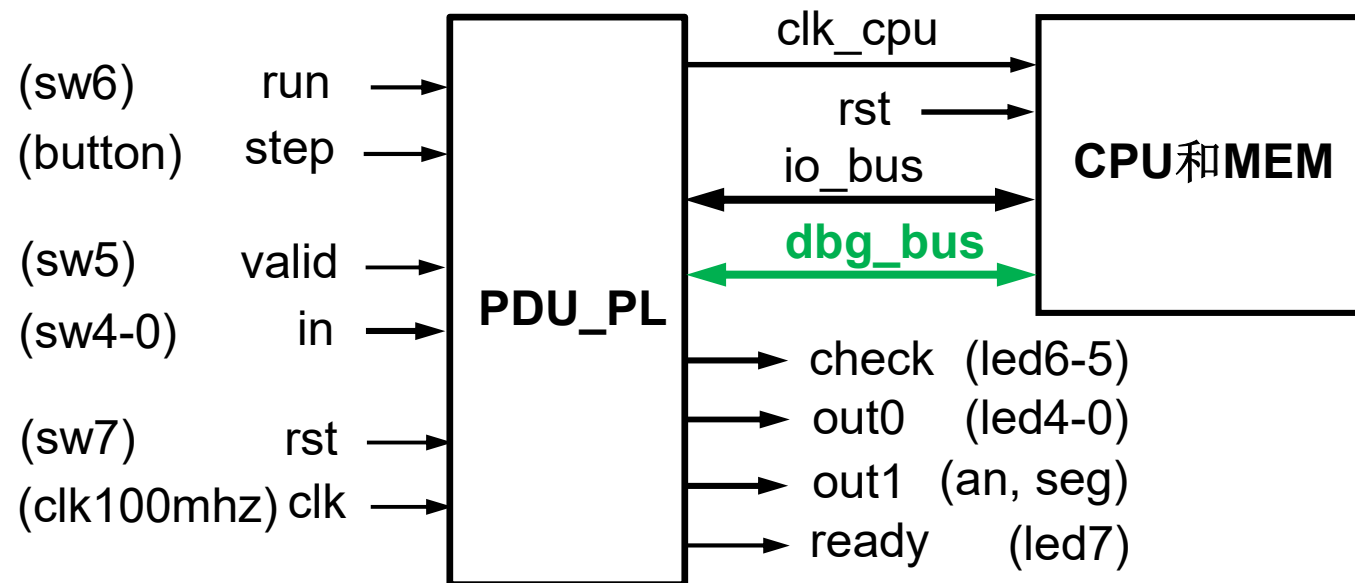 (sw6) run
(button) step
(sw5) valid
(sw4-0) in
(sw7) rst
(clk100mhz) clk
PDU_PL
clk_cpu
rst
io_bus
dbg_bus
CPU和MEM
check (led6-5)
out0 (led4-0)
out1 (an, seg)
ready (led7)